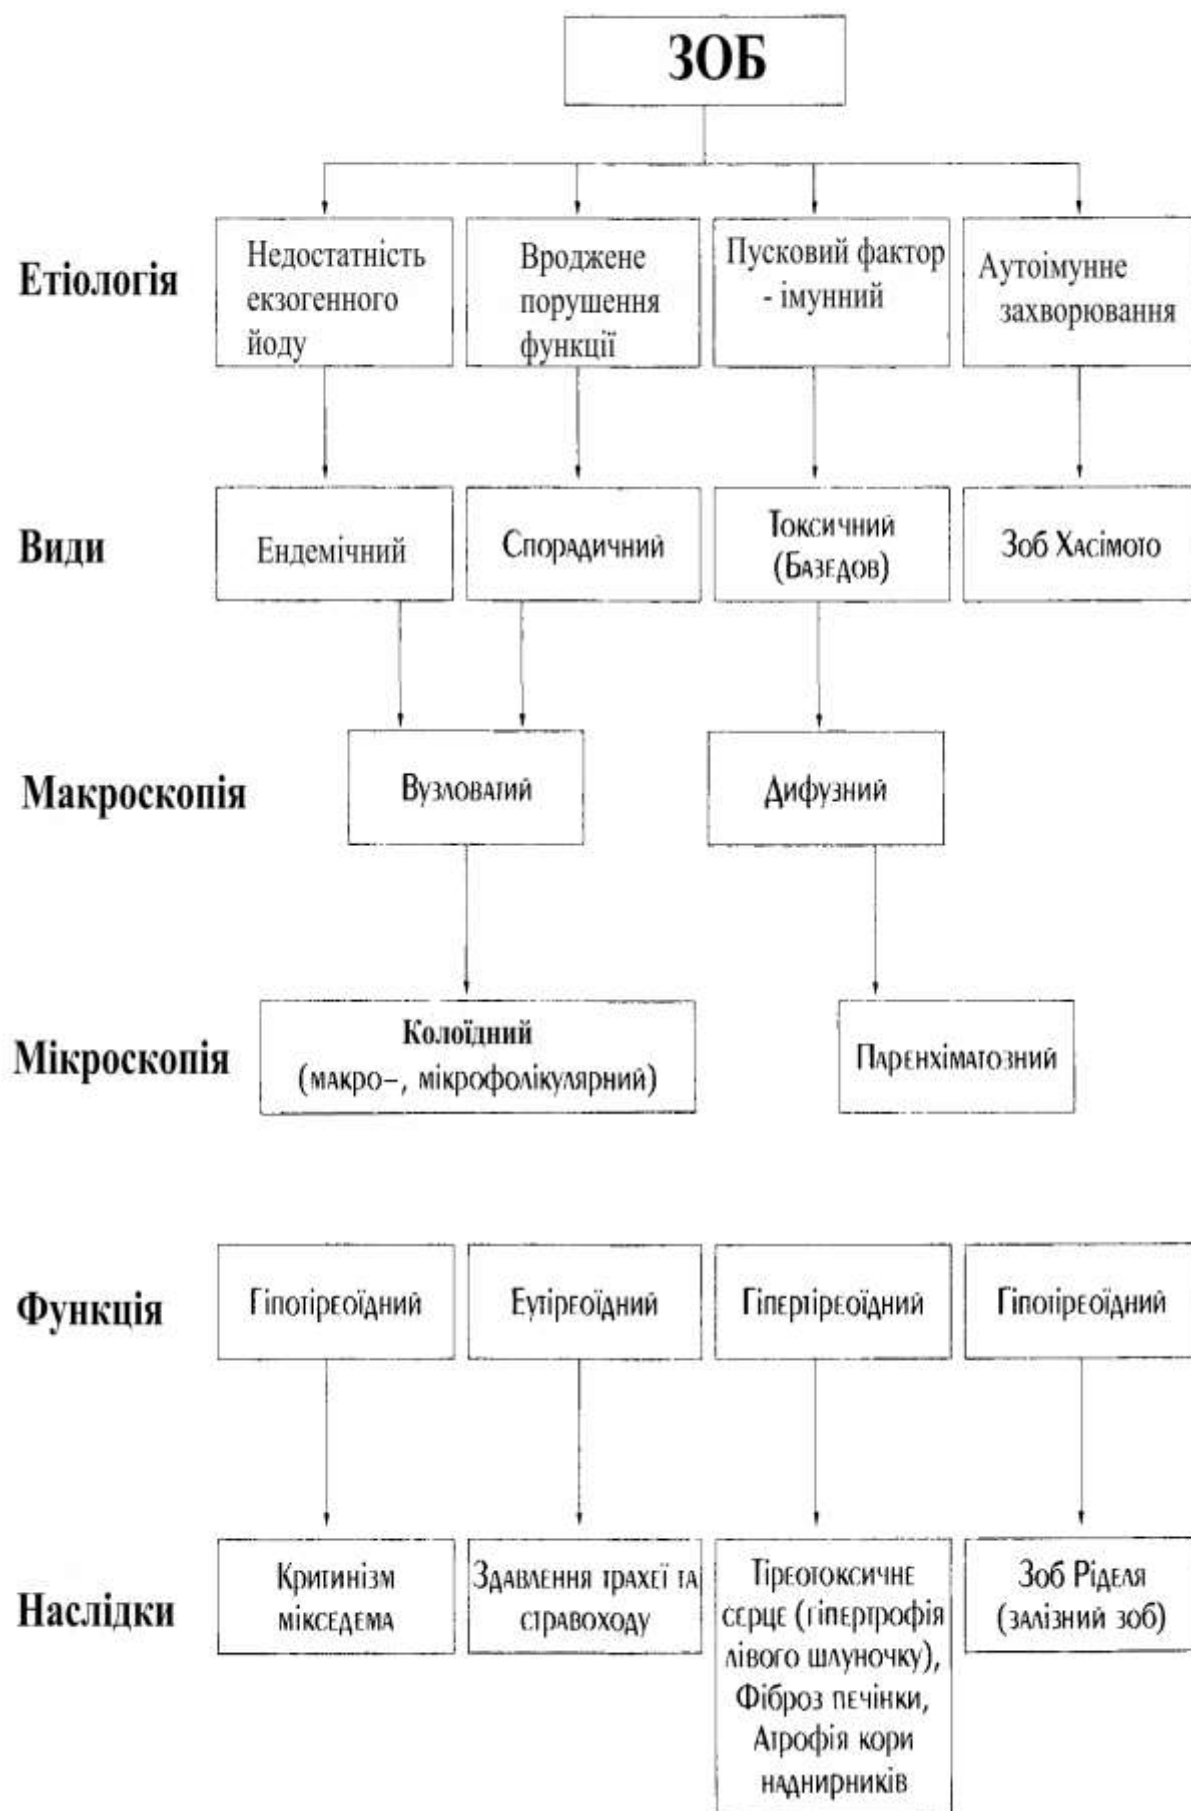 ЗОБ
Етіологія
Недостатність
екзогенного
йоду
Вроджене
порушення
функції
Пусковий фактор
- імунний
Аутоімунне
захворювання
Види
Ендемічний
Спорадичний
Токсичний
(Базедов)
Зоб Хасімото
Макроскопія
Вузловатий
Дифузний
Мікроскопія
Колоїдний
(макро-, мікрофолікулярний)
Паренхіматозний
Функція
Гіпотіреоїдний
Еутіреоїдний
Гіпертіреоїдний
Гіпотіреоїдний
Наслідки
Критинізм
мікседема
Здавлення трахеї та
стравоходу
Тіреотоксичне
серце (гіпертрофія
лівого шлуночку),
Фіброз печінки,
Атрофія кори
наднирників
Зоб Ріделя
(залізний зоб)